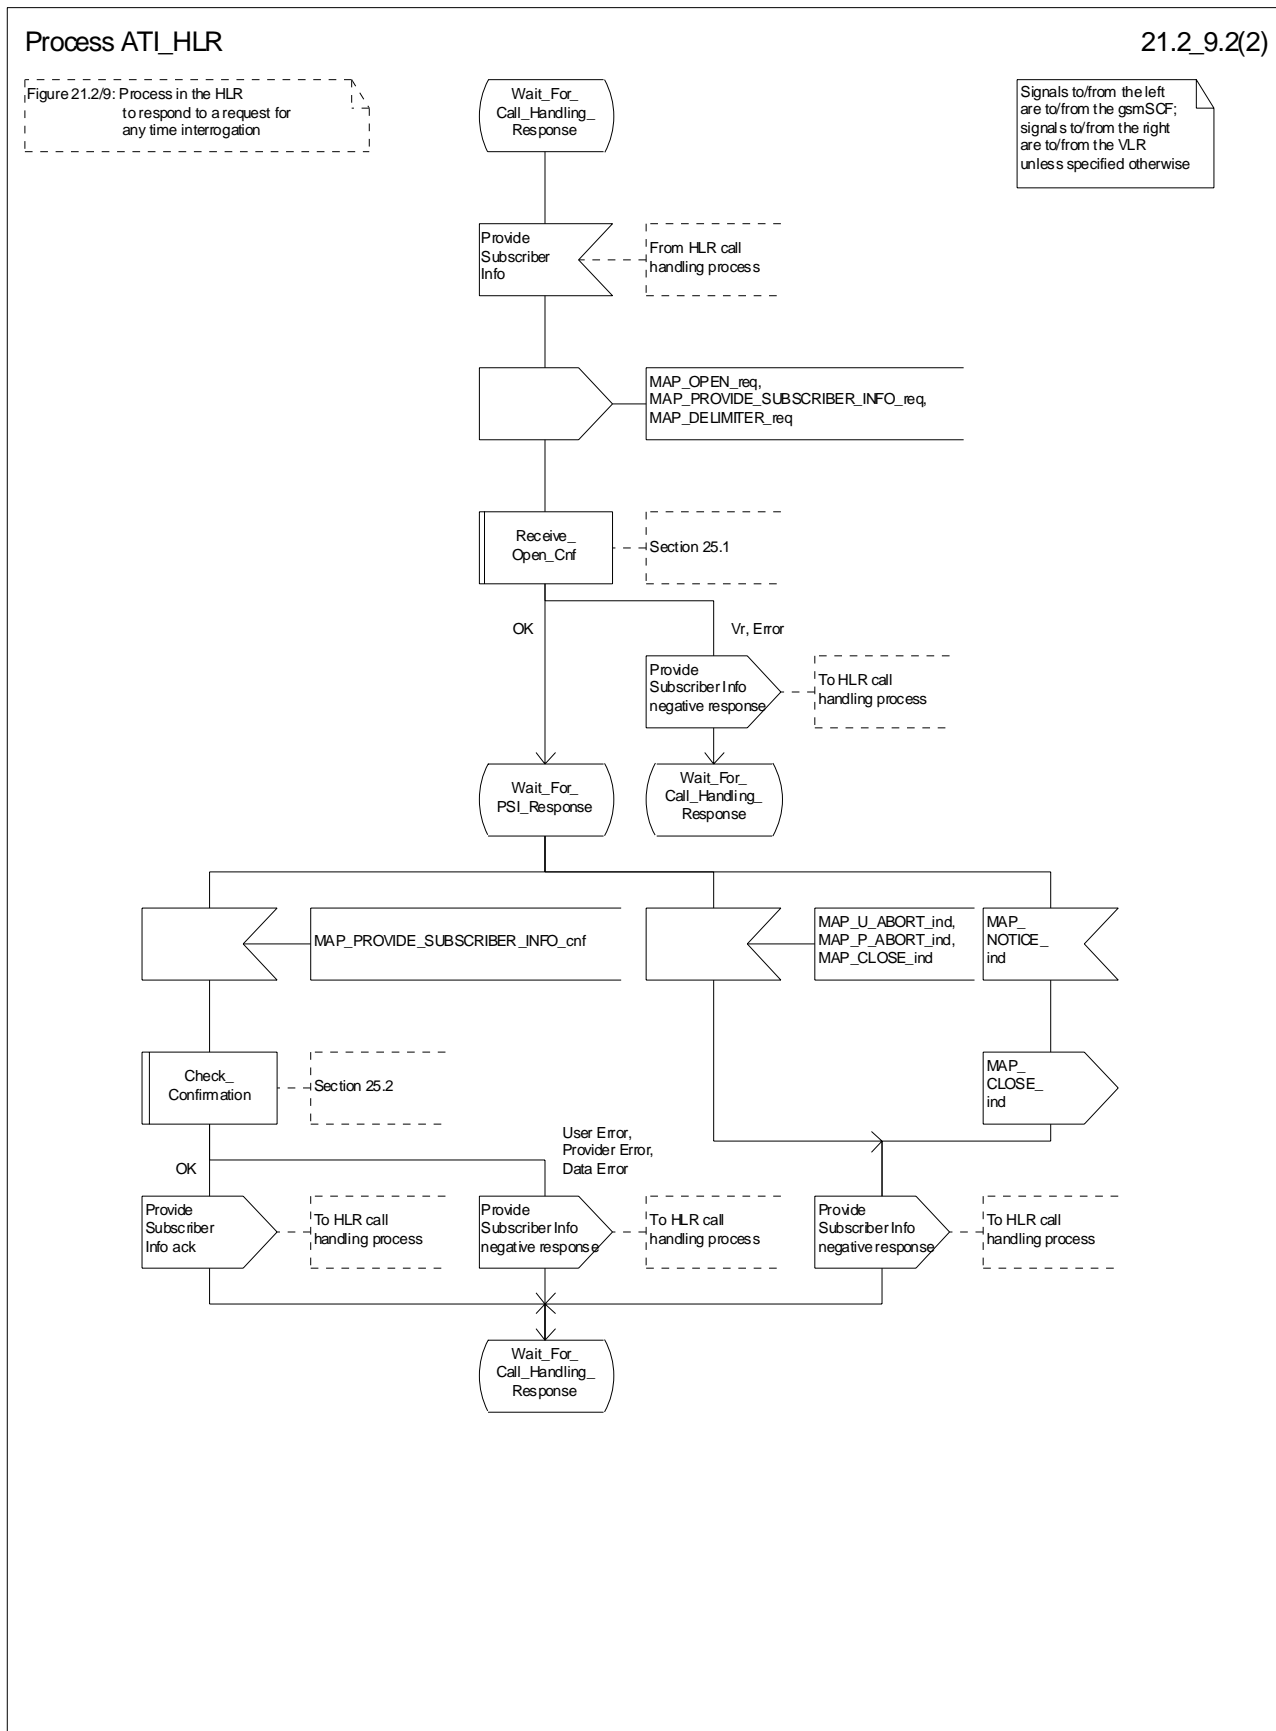 Process ATI_HLR
21.2_9.2(2)
Figure 21.2/9: Process in the HLR
to respond to a request for
any time interrogation
Wait_For_
Call_Handling_
Response
Signals to/from the left
are to/from the gsmSCF;
signals to/from the right
are to/from the VLR
unless specified otherwise
Provide
Subscriber
Info
From HLR call
handling process
MAP_OPEN_req,
MAP_PROVIDE_SUBSCRIBER_INFO_req,
MAP_DELIMITER_req
Receive_
Open_Cnf
Section 25.1
OK
Vr, Error
Provide
Subscriber Info
negative response
To HLR call
handling process
Wait_For_
PSI_Response
Wait_For_
Call_Handling_
Response
MAP_PROVIDE_SUBSCRIBER_INFO_cnf
MAP_U_ABORT_ind,
MAP_P_ABORT_ind,
MAP_CLOSE_ind
MAP_
NOTICE_
ind
Check_
Confirmation
Section 25.2
MAP_
CLOSE_
ind
OK
User Error,
Provider Error,
Data Error
Provide
Subscriber
Info ack
To HLR call
handling process
Provide
Subscriber Info
negative response
To HLR call
handling process
Provide
Subscriber Info
negative response
To HLR call
handling process
Wait_For_
Call_Handling_
Response